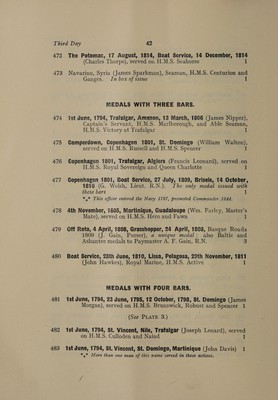 Third Day 42
472 The Potomac, 17 August, 1814, Boat Service, 14 December, 1814
(Charles Thorpe), served on H.M.S. Seahorse 1
473 Navarino, Syria (James Sparkman), Seaman, H.M.S. Centurion and
Ganges. In box of issue 1
MEDALS WITH THREE BARS.
474 1st June, 1794, Trafalgar, Amanon, 13 March, 1806 (James Nipper),
Captain's Servant, H.M.S. Marlborough, and Able Seaman,
H.M.S. Victory at Trafalgar 1
475 Camperdown, Copenhagen 1801, St. Domingo (William Walton),
served on H.M.S. Russell and H.M.S. Spencer 1
476 Copenhagen 1801, Trafalgar, Algiers (Francis Leonard), served on
H.M.S. Royal Sovereign and Queen Charlotte 1
477 Copenhagen 1801, Boat Service, 27 July, 1809, Brisels, 14 October,
1810 (G. Welsh, Lieut. R.N.). The only medal issued with
these bars 1
*** This officer entered the Navy 1797, promoted Commander 1844.
478 4th November, 1805, Martinique, Guadaloupe (Wm. Farley, Master's
Mate), served on H.M.S. Hero and Fawn 1
479 Off Rota, 4 April, 1808, Grasshopper, 24 April, 1808, Basque Roads
1809 (J. Gain, Purser), a unique medal; also Baltic and
Ashantee medals to Paymaster A. F. Gain, R.N. 3
480 Boat Service, 28th June, 1810, Lissa, Pelagosa, 29th November, 1811
(John Hawkes), Royal Marine, H.M.S. Active 1
MEDALS WITH FOUR BARS.
481 1st June, 1794, 23 June, 1795, 12 October, 1798, St. Domingo (James
Morgan), served on H.M.S. Brunswick, Robust and Spencer 1
(See PLATE 3.)
482 1st June, 1794, St. Vincent, Nile, Trafalgar (Joseph Lenard), served
on H.M.S. Culloden and Naiad 1
483 1st June, 1794, St. Vincent, St. Domingo, Martinique (John Davis) 1
*** More than one man of this name served in these actions.